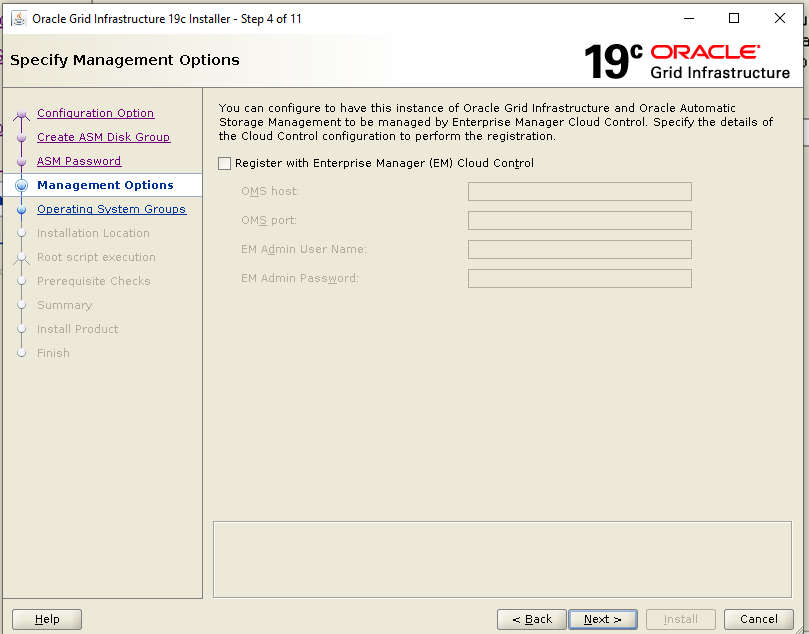 Oracle Grid Infrastructure 19c Installer - Step 4 of 11
Specify Management Options
19c ORACLE
Grid Infrastructure
Configuration Option
Create ASM Disk Group
ASM Password
Management Options
Operating System Groups
Installation Location
Root script execution
Prerequisite Checks
Summary
Install Product
Finish
You can configure to have this instance of Oracle Grid Infrastructure and Oracle Automatic
Storage Management to be managed by Enterprise Manager Cloud Control. Specify the details of
the Cloud Control configuration to perform the registration.
Register with Enterprise Manager (EM) Cloud Control
OMS host:
OMS port:
EM Admin User Name:
EM Admin Password:
Help
< Back
Next >
Install
Cancel